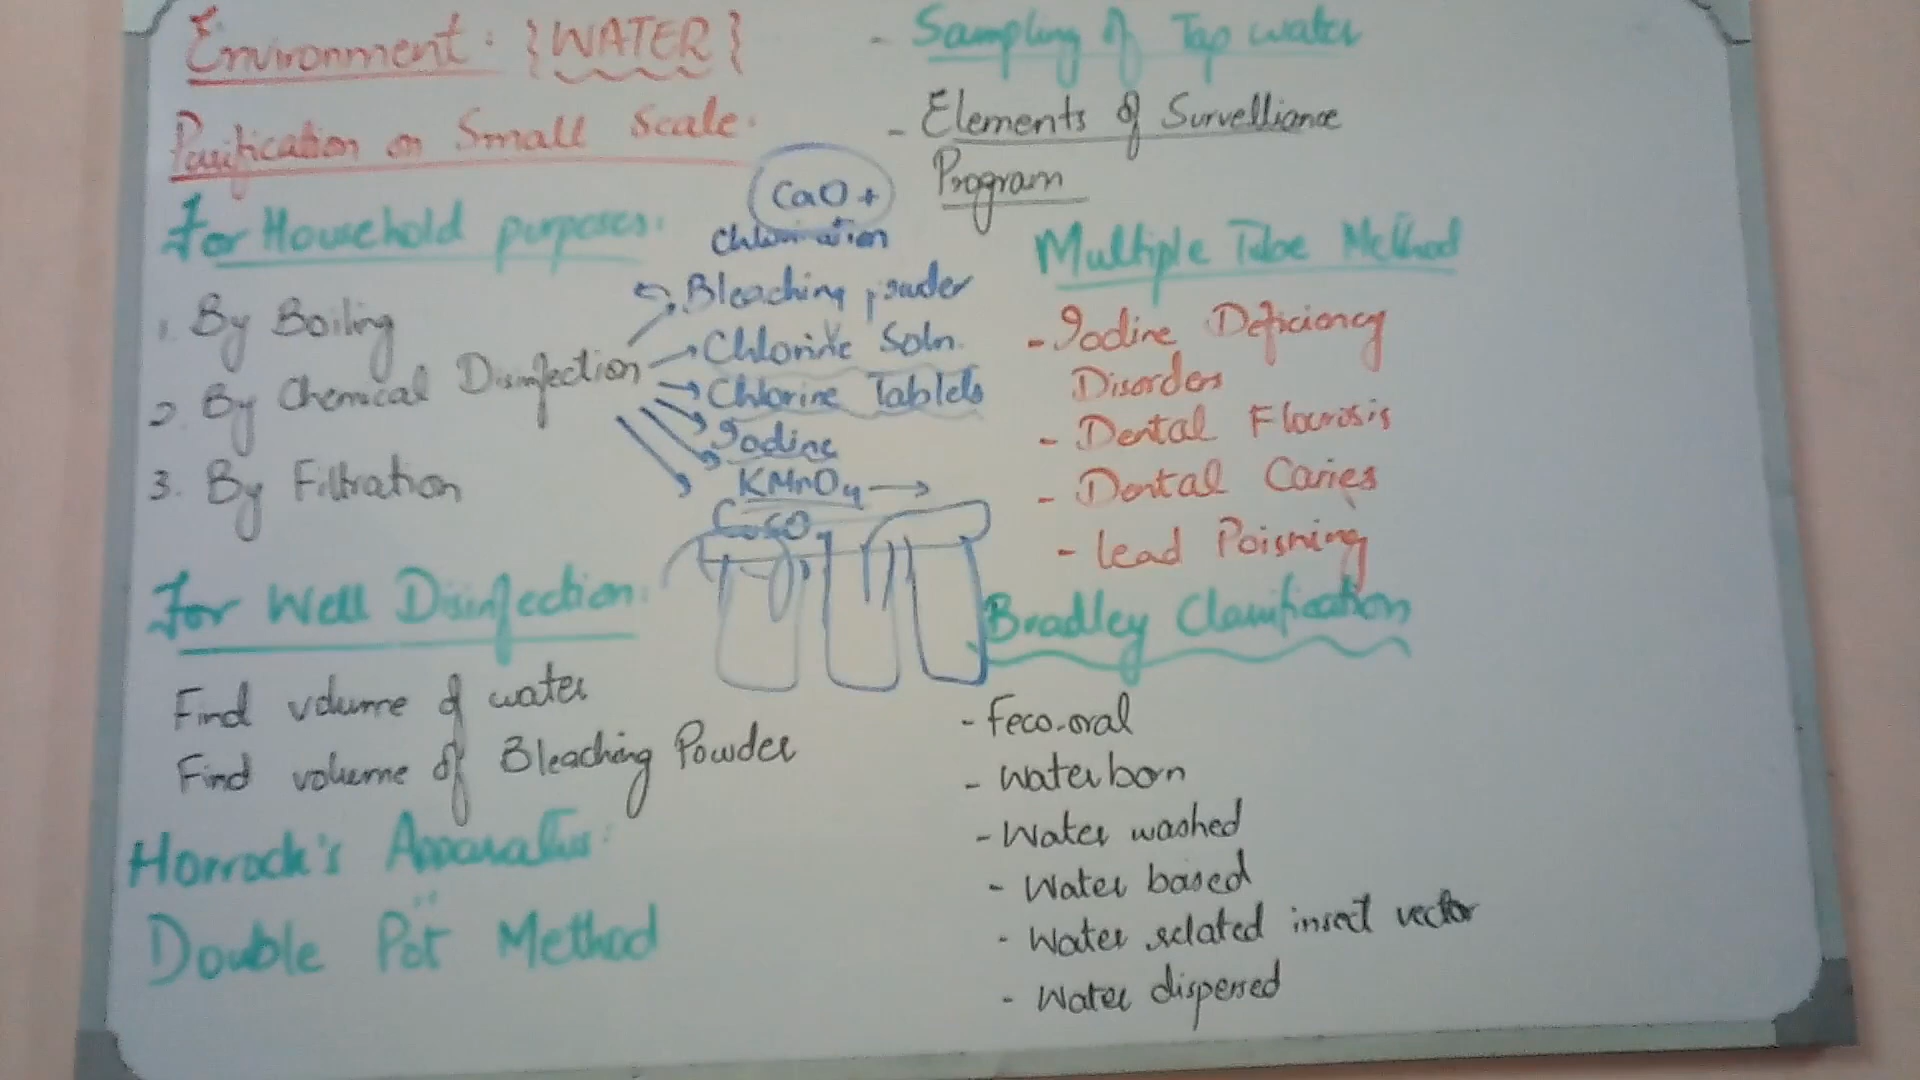 Environment: {WATER}
Purification on Small Scale.
For Household purposes:
1. By Boiling
2. By Chemical Disinfection
3. By Filtration
CaO +
Chlorination
Bleaching powder
Chlorine Soln.
Chlorine Tablets
Iodine
KMnO4
CuSO4
For Well Disinfection:
Find volume of water
Find volume of Bleaching Powder
Horrock's Apparatus:
Double Pot Method
- Sampling of Tap water
- Elements of Survelliance
Program
Multiple Tube Method
- Iodine Deficiency
Disorders
- Dental Flourosis
- Dental Caries
- Lead Poisning
Bradley Classification
- Feco-oral
- Waterborn
- Water washed
- Water based
- Water related insect vector
- Water dispersed